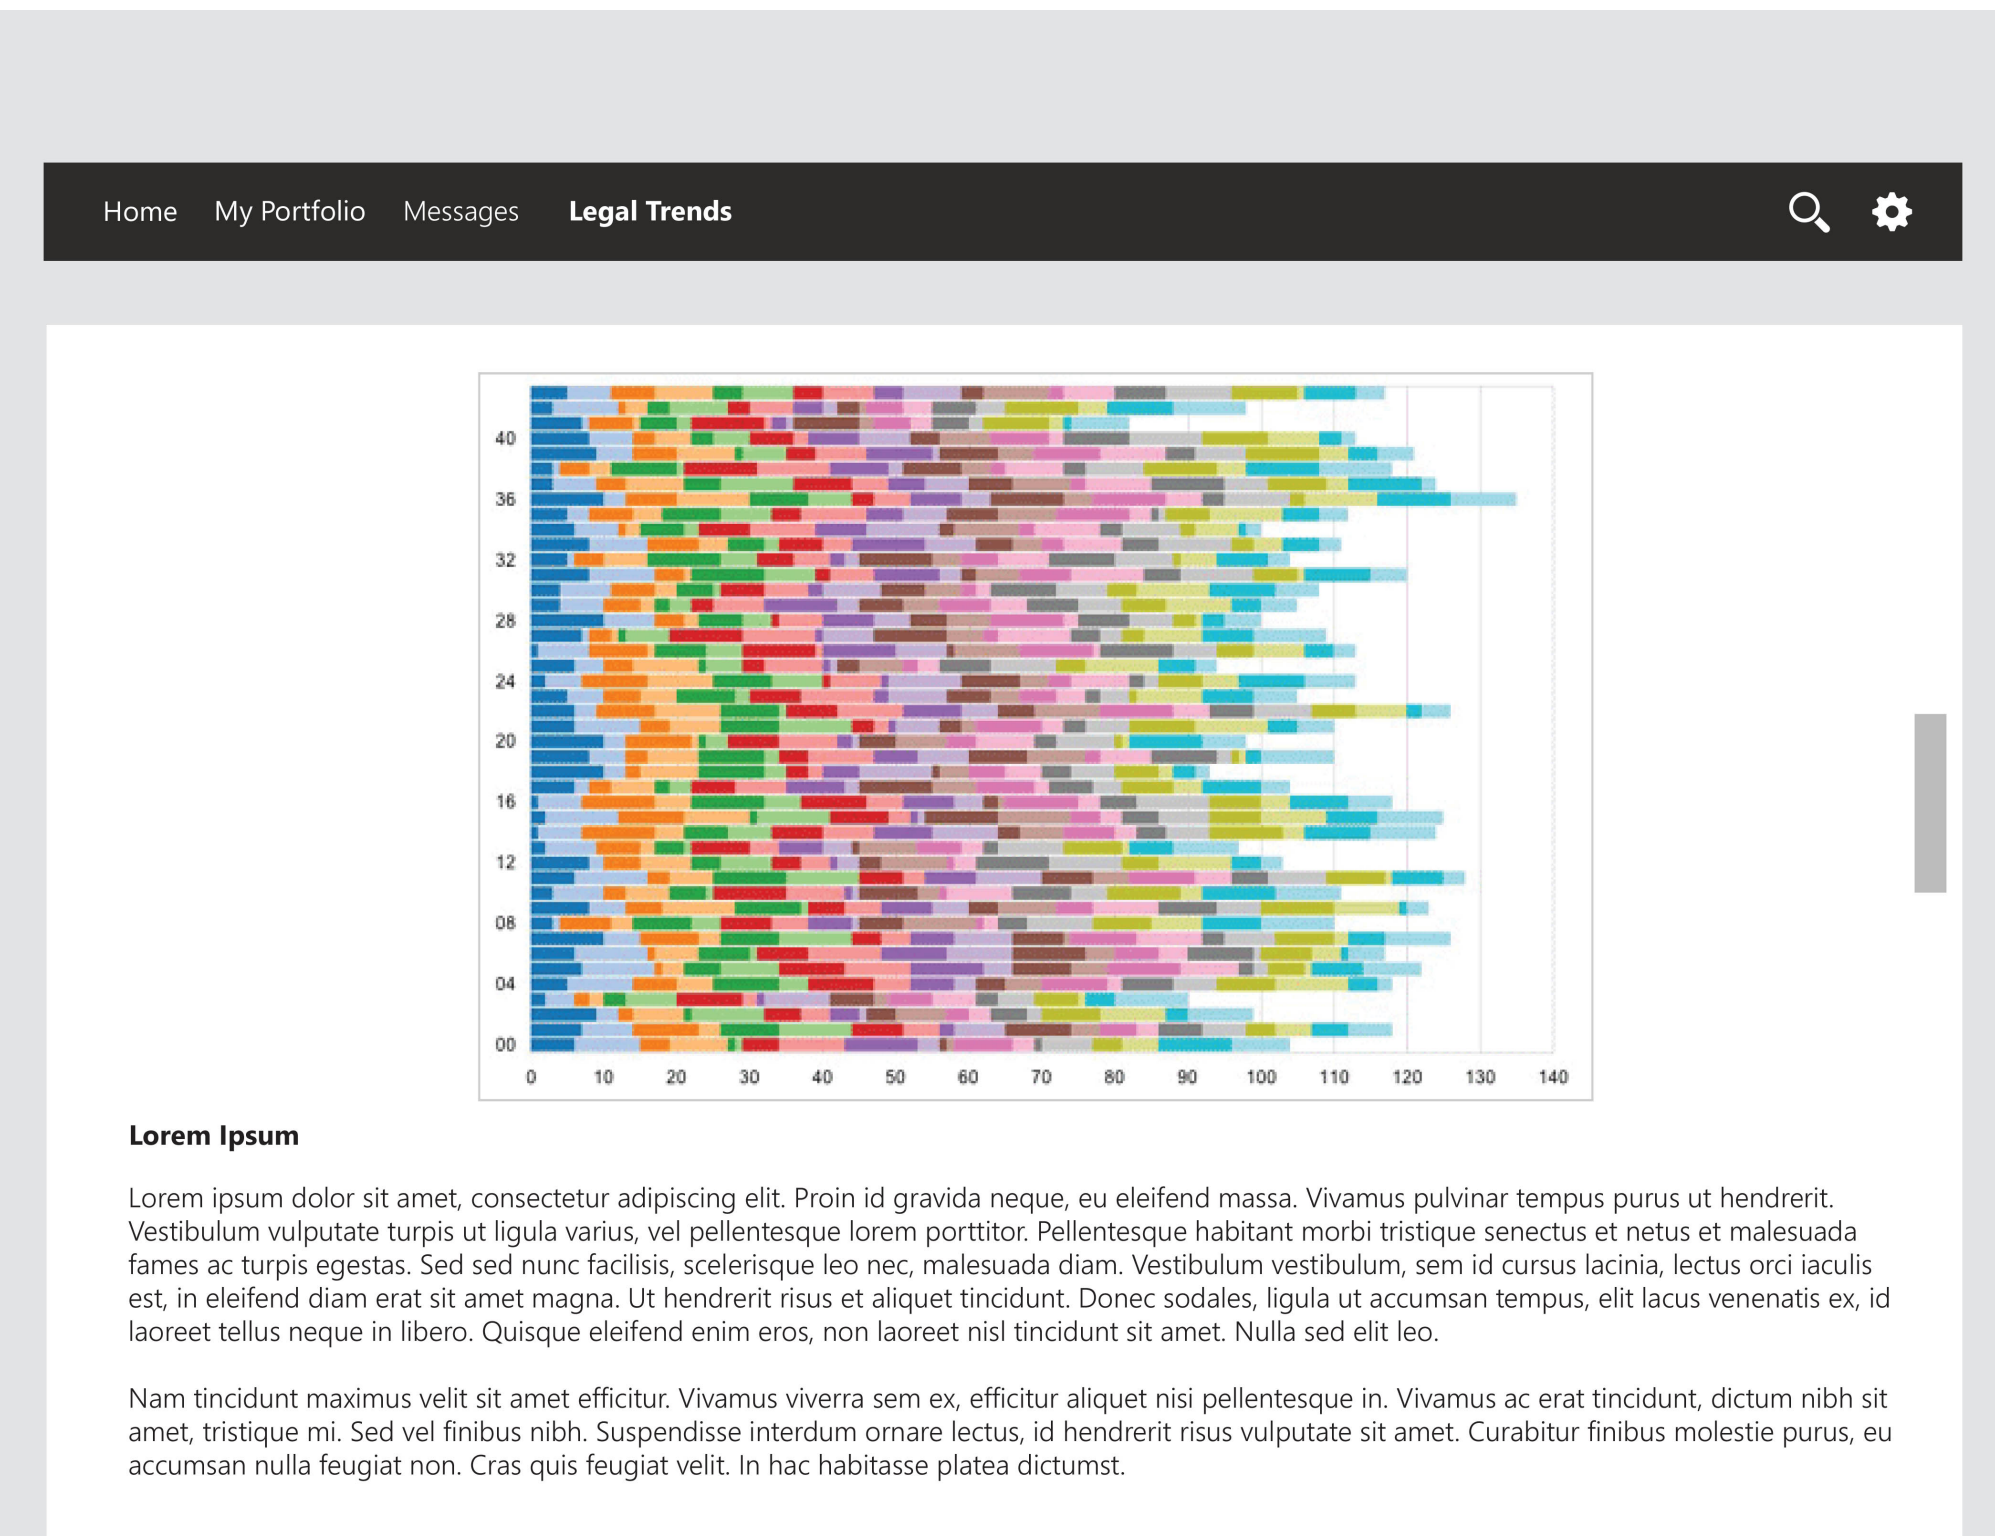 Home My Portfolio Messages Legal Trends
40
36
32
28
24
20
16
12
08
04
00
0 10 20 30 40 50 60 70 80 90 100 110 120 130 140
Lorem Ipsum
Lorem ipsum dolor sit amet, consectetur adipiscing elit. Proin id gravida neque, eu eleifend massa. Vivamus pulvinar tempus purus ut hendrerit.
Vestibulum vulputate turpis ut ligula varius, vel pellentesque lorem porttitor. Pellentesque habitant morbi tristique senectus et netus et malesuada
fames ac turpis egestas. Sed sed nunc facilisis, scelerisque leo nec, malesuada diam. Vestibulum vestibulum, sem id cursus lacinia, lectus orci iaculis
est, in eleifend diam erat sit amet magna. Ut hendrerit risus et aliquet tincidunt. Donec sodales, ligula ut accumsan tempus, elit lacus venenatis ex, id
laoreet tellus neque in libero. Quisque eleifend enim eros, non laoreet nisl tincidunt sit amet. Nulla sed elit leo.
Nam tincidunt maximus velit sit amet efficitur. Vivamus viverra sem ex, efficitur aliquet nisi pellentesque in. Vivamus ac erat tincidunt, dictum nibh sit
amet, tristique mi. Sed vel finibus nibh. Suspendisse interdum ornare lectus, id hendrerit risus vulputate sit amet. Curabitur finibus molestie purus, eu
accumsan nulla feugiat non. Cras quis feugiat velit. In hac habitasse platea dictumst.